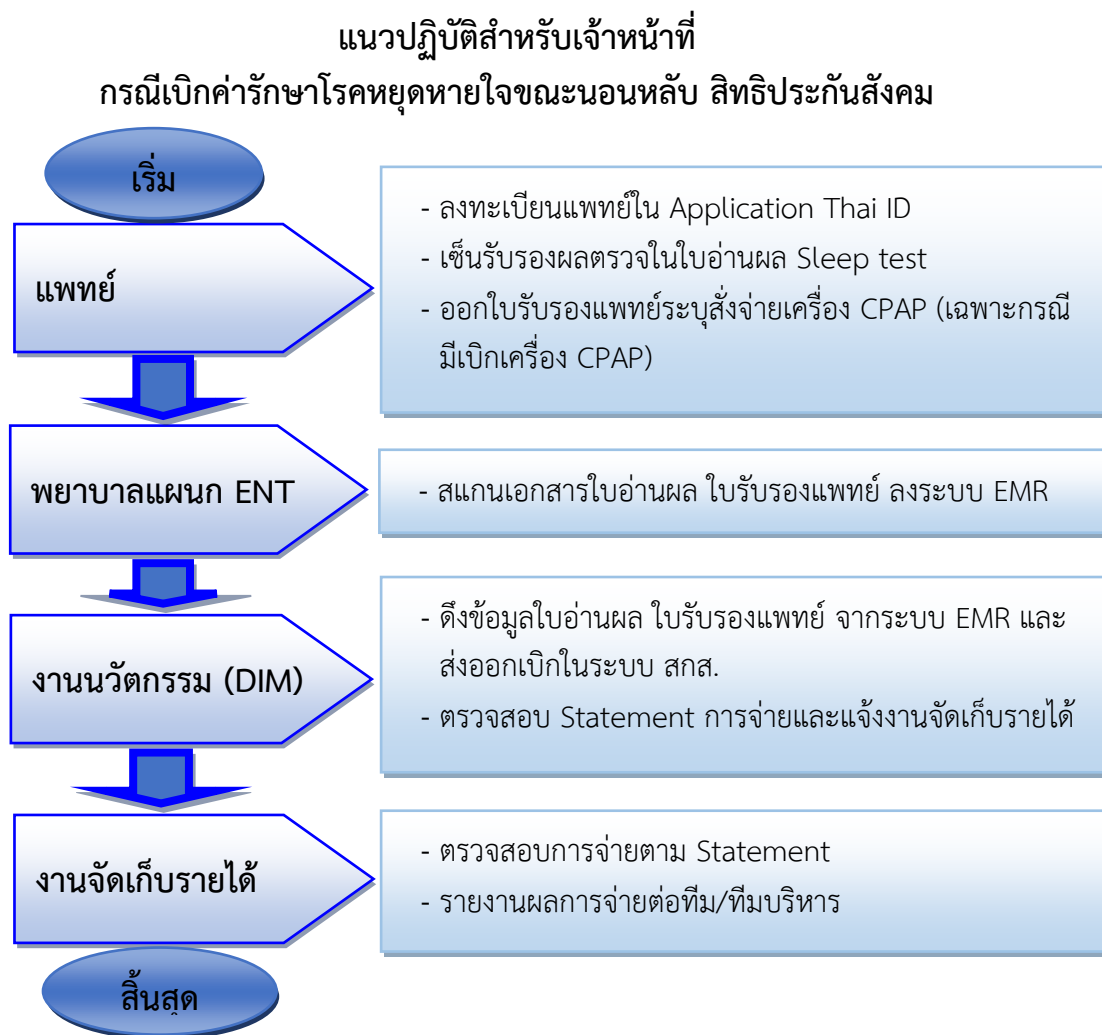 แนวปฏิบัติสำหรับเจ้าหน้าที่
กรณีเบิกค่ารักษาโรคหยุดหายใจขณะนอนหลับ สิทธิประกันสังคม
เริ่ม
แพทย์
- ลงทะเบียนแพทย์ใน Application Thai ID
- เซ็นรับรองผลตรวจในใบอ่านผล Sleep test
- ออกใบรับรองแพทย์ระบุสั่งจ่ายเครื่อง CPAP (เฉพาะกรณี
มีเบิกเครื่อง CPAP)
พยาบาลแผนก ENT
- สแกนเอกสารใบอ่านผล ใบรับรองแพทย์ ลงระบบ EMR
งานนวัตกรรม (DIM)
- ดึงข้อมูลใบอ่านผล ใบรับรองแพทย์ จากระบบ EMR และ
ส่งออกเบิกในระบบ สกส.
- ตรวจสอบ Statement การจ่ายและแจ้งงานจัดเก็บรายได้
งานจัดเก็บรายได้
- ตรวจสอบการจ่ายตาม Statement
- รายงานผลการจ่ายต่อทีม/ทีมบริหาร
สิ้นสุด